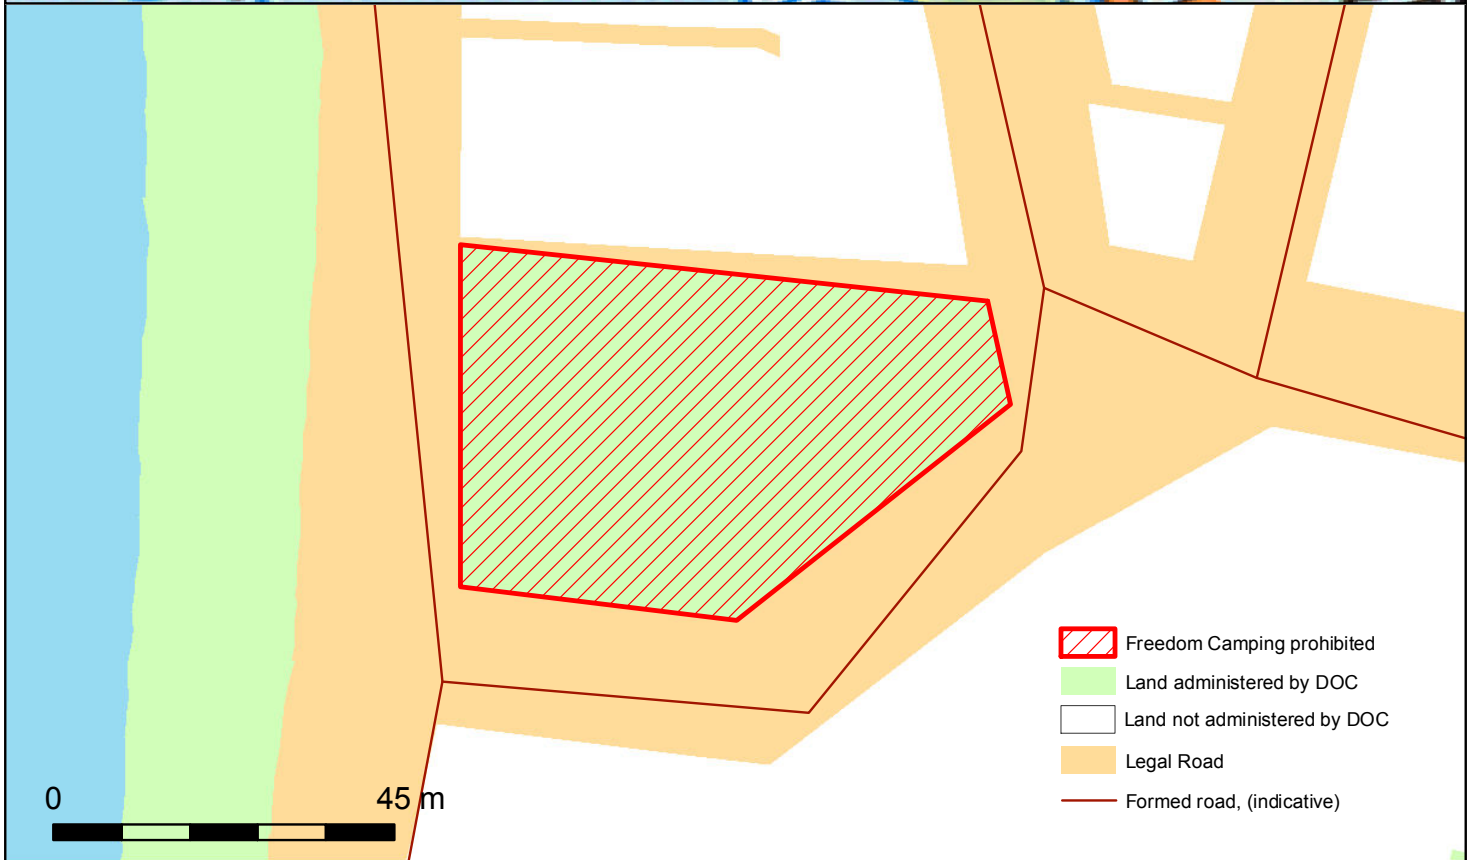 Freedom Camping prohibited
Land administered by DOC
Land not administered by DOC
Legal Road
Formed road, (indicative)
0 45 m